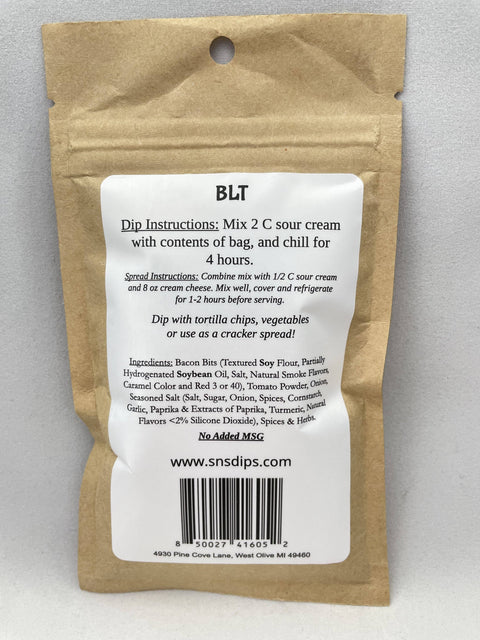 BLT
Dip Instructions: Mix 2 C sour cream
with contents of bag, and chill for
4 hours.
Spread Instructions: Combine mix with 1/2 C sour cream
and 8 oz cream cheese. Mix well, cover and refrigerate
for 1-2 hours before serving.
Dip with tortilla chips, vegetables
or use as a cracker spread!
Ingredients: Bacon Bits (Textured Soy Flour, Partially
Hydrogenated Soybean Oil, Salt, Natural Smoke Flavors,
Caramel Color and Red 3 or 40), Tomato Powder, Onion,
Seasoned Salt (Salt, Sugar, Onion, Spices, Cornstarch,
Garlic, Paprika & Extracts of Paprika, Turmeric, Natural
Flavors <2% Silicone Dioxide), Spices & Herbs.
No Added MSG
www.snsdips.com
8 50027 41605 2
4930 Pine Cove Lane, West Olive MI 49460